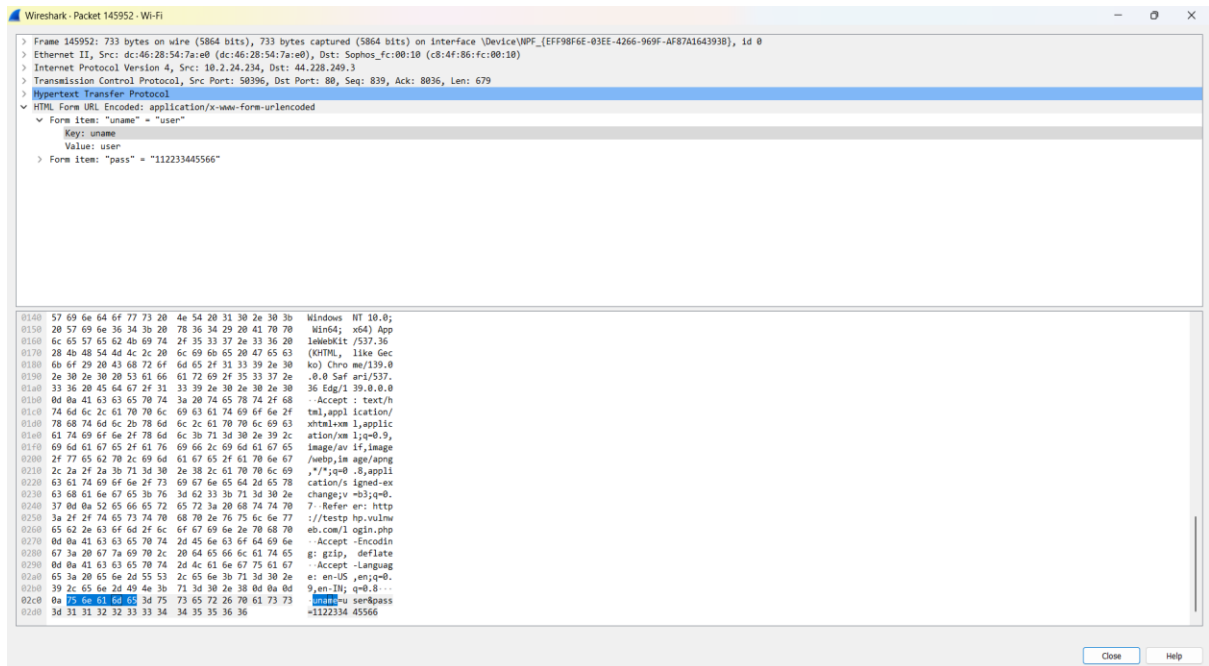 Wireshark · Packet 145952 · Wi-Fi
> Frame 145952: 733 bytes on wire (5864 bits), 733 bytes captured (5864 bits) on interface \Device\NPF_{EFF98F6E-03EE-4266-969F-AF87A164393B}, id 0
> Ethernet II, Src: dc:46:28:54:7a:e0 (dc:46:28:54:7a:e0), Dst: Sophos_fc:00:10 (c8:4f:86:fc:00:10)
> Internet Protocol Version 4, Src: 10.2.24.234, Dst: 44.228.249.3
> Transmission Control Protocol, Src Port: 50396, Dst Port: 80, Seq: 839, Ack: 8036, Len: 679
> Hypertext Transfer Protocol
HTML Form URL Encoded: application/x-www-form-urlencoded
Form item: "uname" = "user"
Key: uname
Value: user
> Form item: "pass" = "112233445566"
0140 57 69 6e 64 6f 77 73 20 4e 54 20 31 30 2e 30 3b Windows NT 10.0;
0150 20 57 69 6e 36 34 3b 20 78 36 34 29 20 41 70 70 Win64; x64) App
0160 6c 65 57 65 62 4b 69 74 2f 35 33 37 2e 33 36 20 leWebKit /537.36
0170 28 4b 48 54 4d 4c 2c 20 6c 69 6b 65 20 47 65 63 (KHTML, like Gec
0180 6b 6f 29 20 43 68 72 6f 6d 65 2f 31 33 39 2e 30 ko) Chro me/139.0
0190 2e 30 2e 30 20 53 61 66 61 72 69 2f 35 33 37 2e .0.0 Saf ari/537.
01a0 33 36 20 45 64 67 2f 31 33 39 2e 30 2e 30 2e 30 36 Edg/1 39.0.0.0
01b0 0d 0a 41 63 63 65 70 74 3a 20 74 65 78 74 2f 68 ··Accept : text/h
01c0 74 6d 6c 2c 61 70 70 6c 69 63 61 74 69 6f 6e 2f tml,appl ication/
01d0 78 68 74 6d 6c 2b 78 6d 6c 2c 61 70 70 6c 69 63 xhtml+xm l,applic
01e0 61 74 69 6f 6e 2f 78 6d 6c 3b 71 3d 30 2e 39 2c ation/xm l;q=0.9,
01f0 69 6d 61 67 65 2f 61 76 69 66 2c 69 6d 61 67 65 image/av if,image
0200 2f 77 65 62 70 2c 69 6d 61 67 65 2f 61 70 6e 67 /webp,im age/apng
0210 2c 2a 2f 2a 3b 71 3d 30 2e 38 2c 61 70 70 6c 69 ,*/*;q=0 .8,appli
0220 63 61 74 69 6f 6e 2f 73 69 67 6e 65 64 2d 65 78 cation/s igned-ex
0230 63 68 61 6e 67 65 3b 76 3d 62 33 3b 71 3d 30 2e change;v =b3;q=0.
0240 37 0d 0a 52 65 66 65 72 65 72 3a 20 68 74 74 70 7··Refer er: http
0250 3a 2f 2f 74 65 73 74 70 68 70 2e 76 75 6c 6e 77 ://testp hp.vulnw
0260 65 62 2e 63 6f 6d 2f 6c 6f 67 69 6e 2e 70 68 70 eb.com/l ogin.php
0270 0d 0a 41 63 63 65 70 74 2d 45 6e 63 6f 64 69 6e ··Accept -Encodin
0280 67 3a 20 67 7a 69 70 2c 20 64 65 66 6c 61 74 65 g: gzip, deflate
0290 0d 0a 41 63 63 65 70 74 2d 4c 61 6e 67 75 61 67 ··Accept -Languag
02a0 65 3a 20 65 6e 2d 55 53 2c 65 6e 3b 71 3d 30 2e e: en-US ,en;q=0.
02b0 39 2c 65 6e 2d 49 4e 3b 71 3d 30 2e 38 0d 0a 0d 9,en-IN; q=0.8···
02c0 0a 75 6e 61 6d 65 3d 75 73 65 72 26 70 61 73 73 ·uname=u ser&pass
02d0 3d 31 31 32 32 33 33 34 34 35 35 36 36 =1122334 45566
Close Help